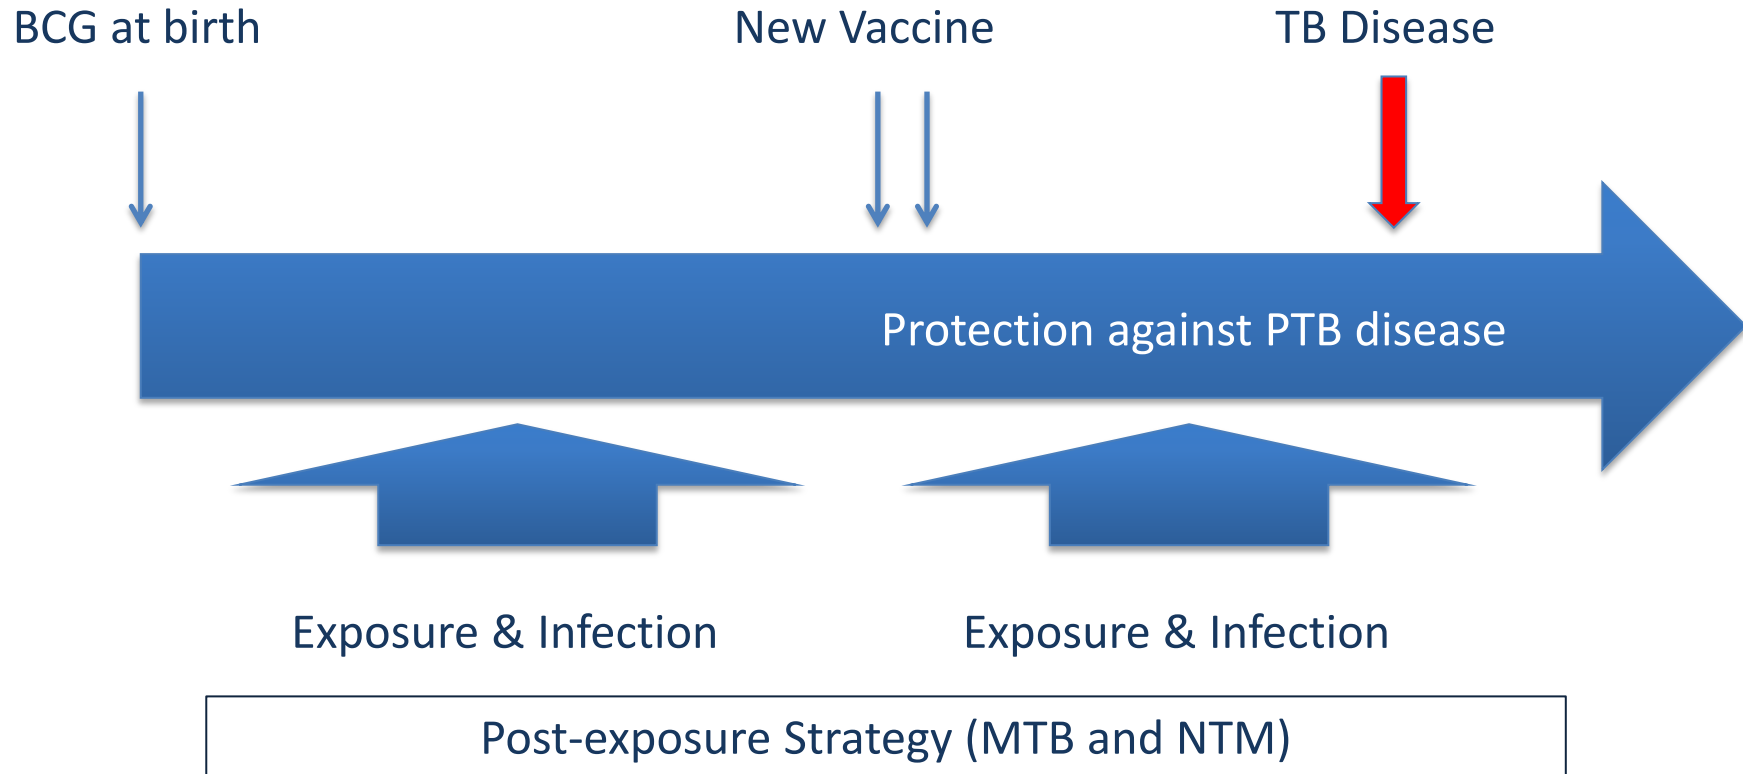 BCG at birth
New Vaccine
TB Disease
Protection against PTB disease
Exposure & Infection
Exposure & Infection
Post-exposure Strategy (MTB and NTM)